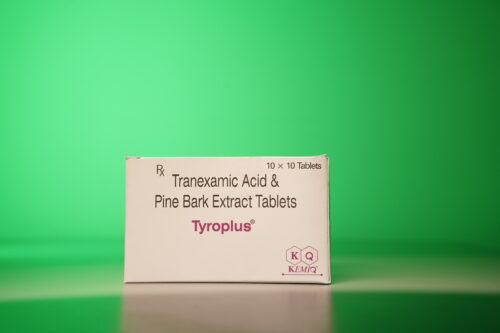 Rx
10 × 10 Tablets
Tranexamic Acid &
Pine Bark Extract Tablets
Tyroplus®
K Q
KEMIQ